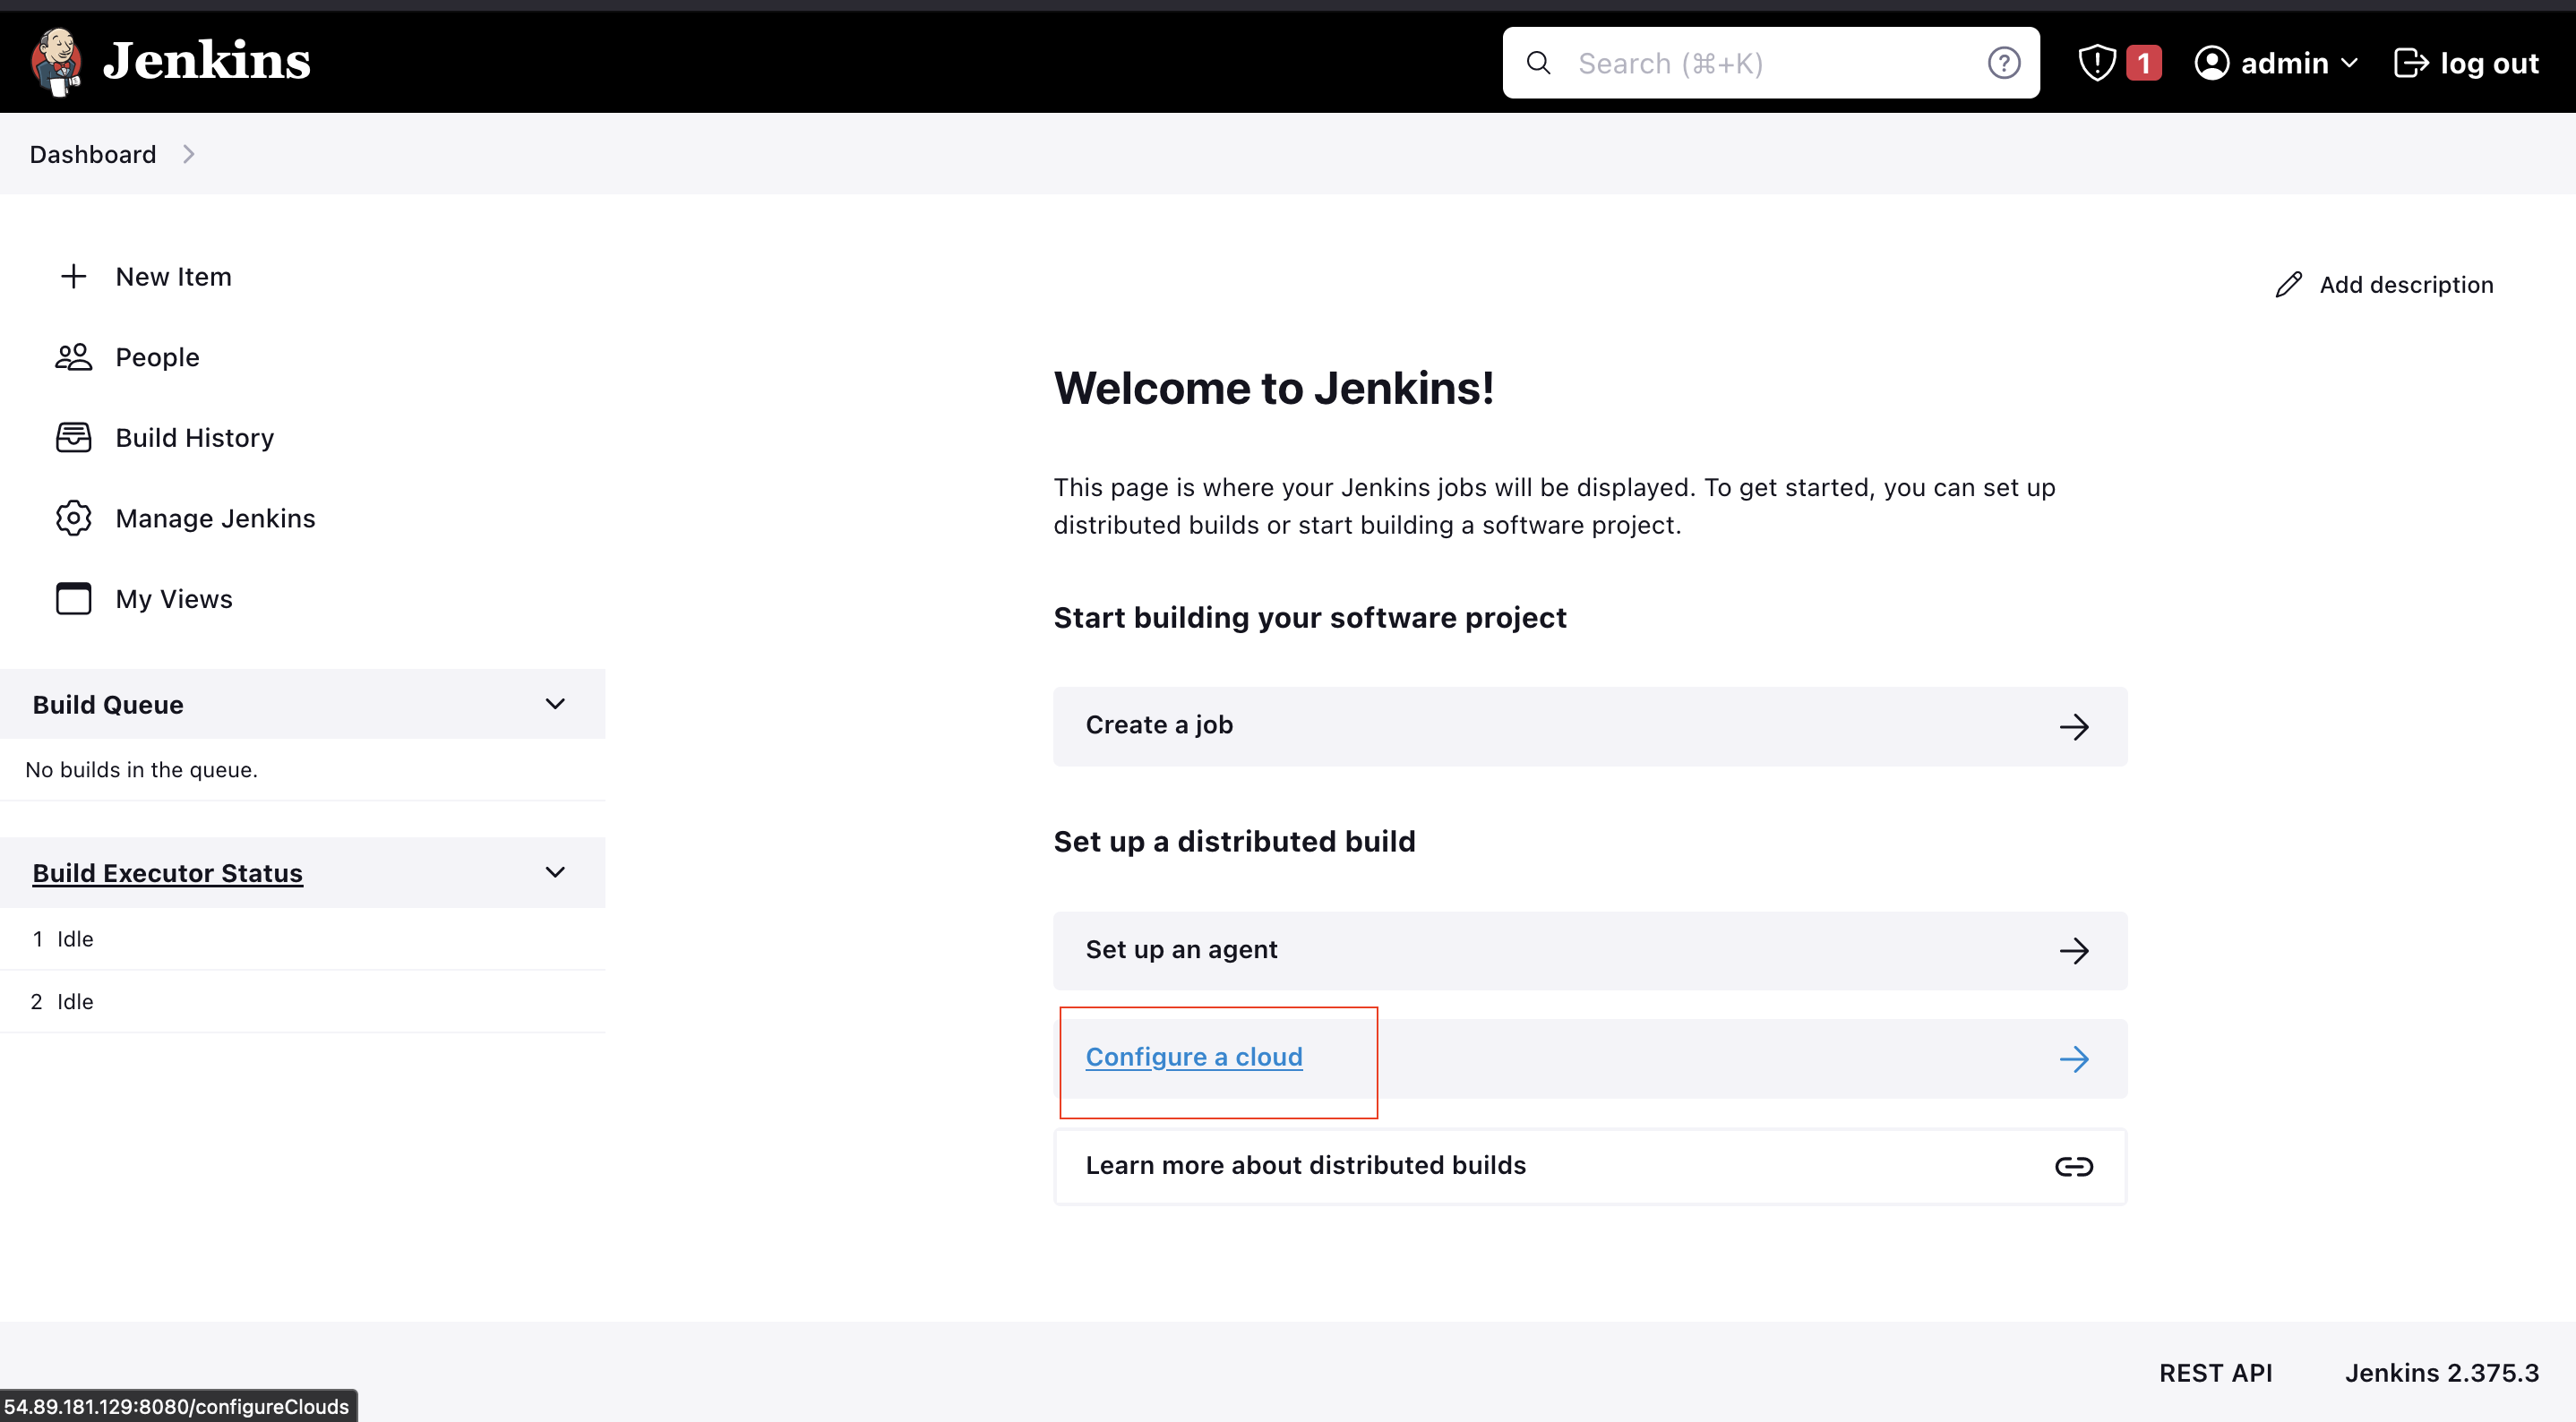 Jenkins
Search (⌘+K)
1
admin
log out
Dashboard
New Item
People
Build History
Manage Jenkins
My Views
Build Queue
No builds in the queue.
Build Executor Status
1 Idle
2 Idle
Add description
Welcome to Jenkins!
This page is where your Jenkins jobs will be displayed. To get started, you can set up
distributed builds or start building a software project.
Start building your software project
Create a job
Set up a distributed build
Set up an agent
Configure a cloud
Learn more about distributed builds
REST API
Jenkins 2.375.3
54.89.181.129:8080/configureClouds